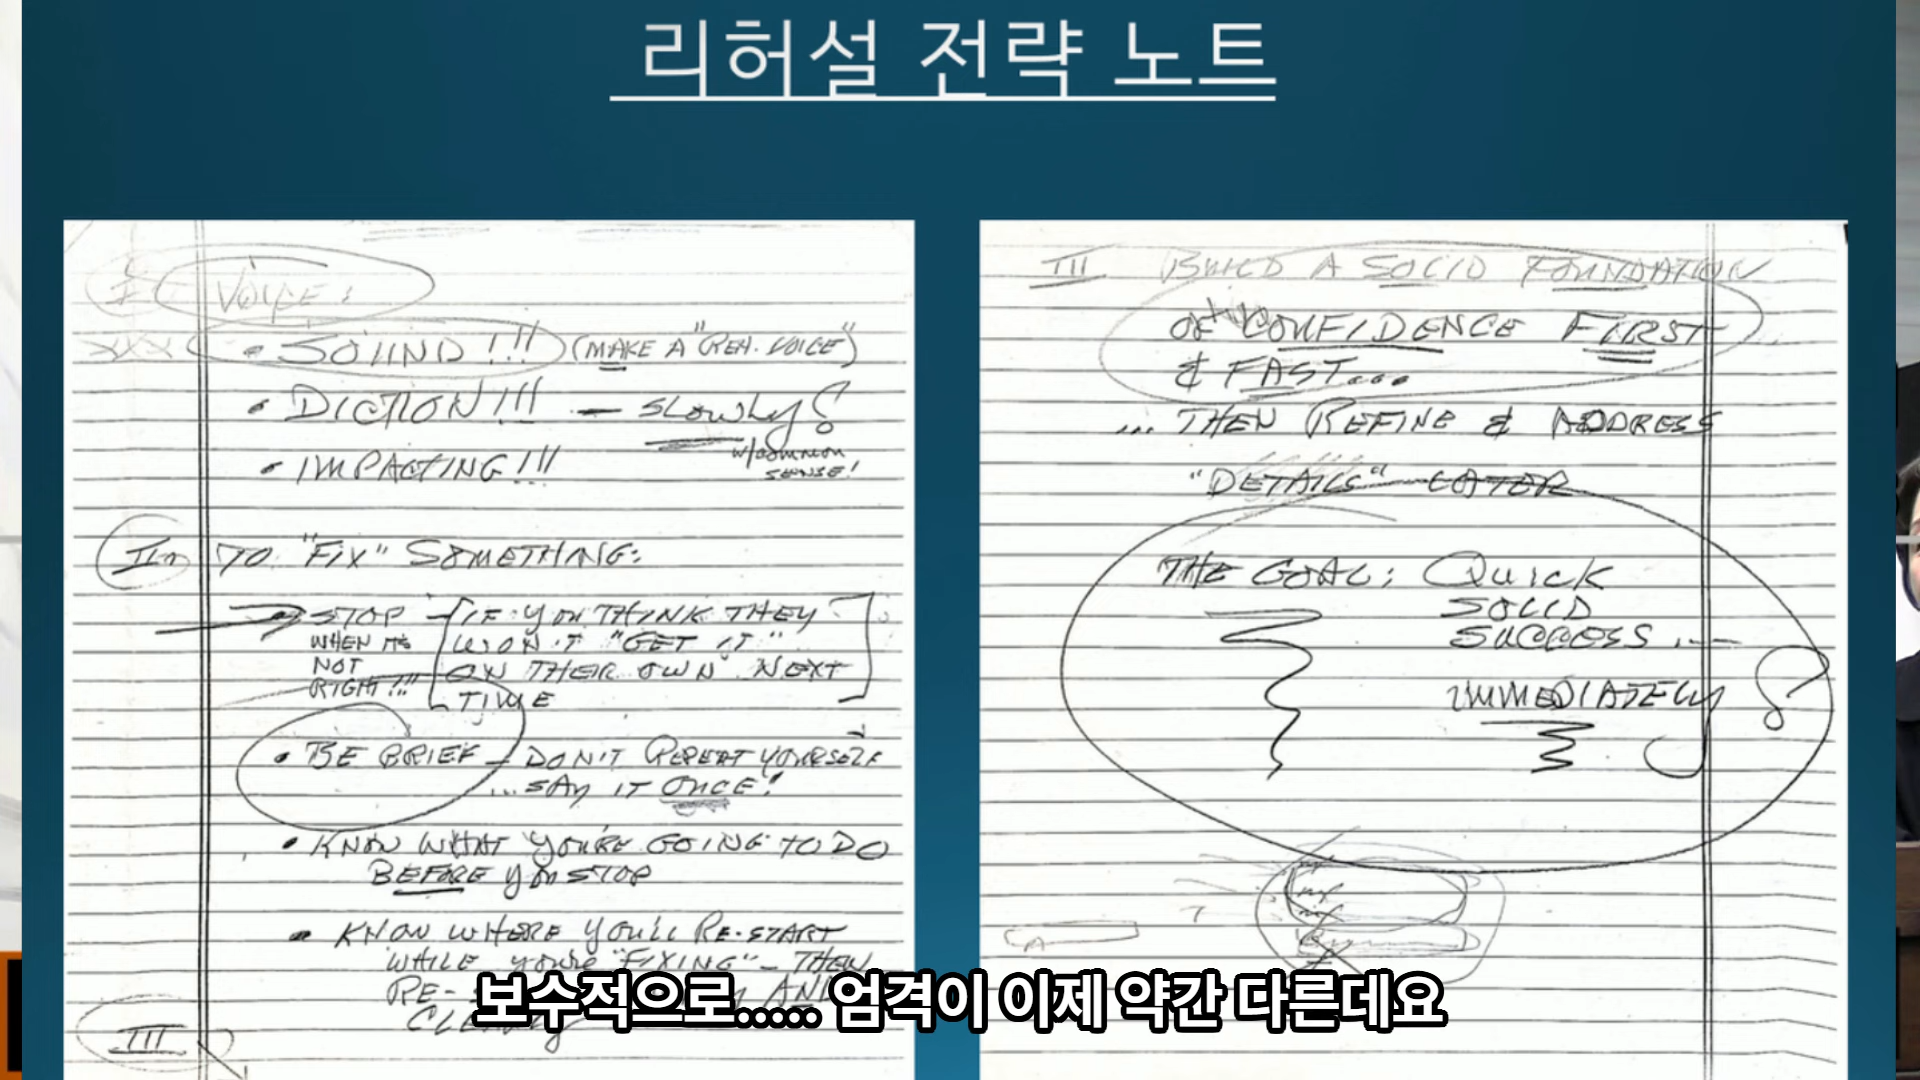 리허설 전략 노트
I VOICE:
XXX • SOUND!!! (MAKE A "REH. VOICE")
• DICTION!!! — SLOWLY!
w/common
SENSE!
• IMPACTING!!!
II TO "FIX" SOMETHING:
STOP
WHEN IT'S
NOT
RIGHT!!!"
IF YOU THINK THEY
WON'T "GET IT"
ON THEIR OWN NEXT
TIME
• BE BRIEF – DON'T REPEAT YOURSELF
...SAY IT ONCE!
• KNOW WHAT YOU'RE GOING TO DO
BEFORE YOU STOP
• KNOW WHERE YOU'LL RE-START
WHILE YOU'RE "FIXING" – THEN
RE-
III
III BUILD A SOLID FOUNDATION
OF CONFIDENCE FIRST
& FAST....
... THEN REFINE & ADDRESS
"DETAILS" LATER
THE GOAL: QUICK
SOLID
SUCCESS...
IMMEDIATELY!
보수적으로..... 엄격이 이제 약간 다른데요